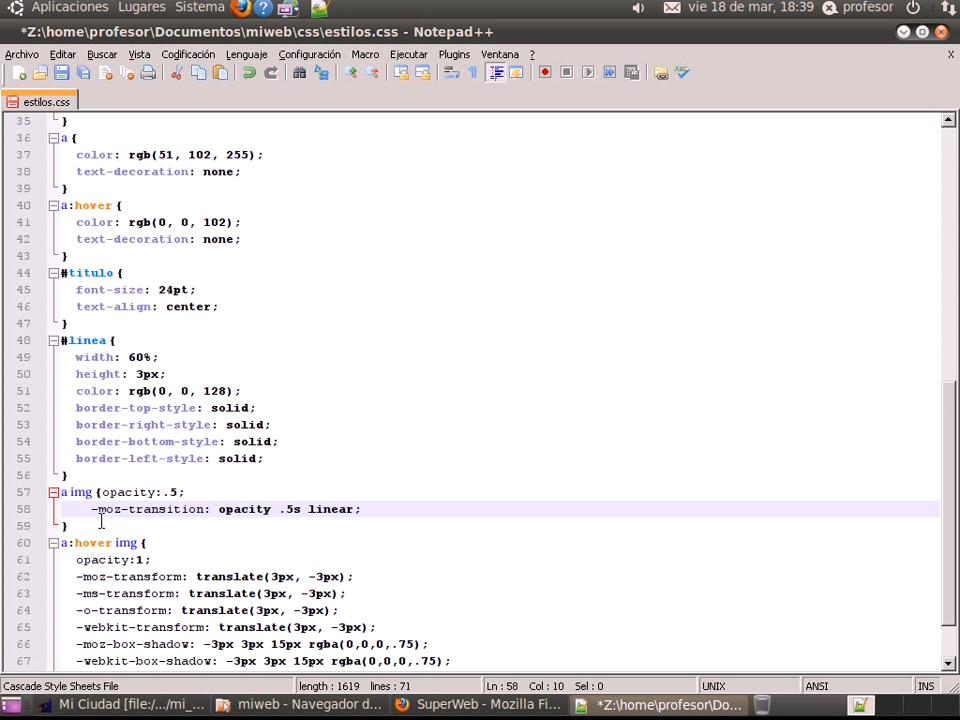 Aplicaciones Lugares Sistema vie 18 de mar, 18:39 profesor
*Z:\home\profesor\Documentos\miweb\css\estilos.css - Notepad++
Archivo Editar Buscar Vista Codificación Lenguaje Configuración Macro Ejecutar Plugins Ventana ? X
estilos.css
35 }
36 a {
37 color: rgb(51, 102, 255);
38 text-decoration: none;
39 }
40 a:hover {
41 color: rgb(0, 0, 102);
42 text-decoration: none;
43 }
44 #titulo {
45 font-size: 24pt;
46 text-align: center;
47 }
48 #linea {
49 width: 60%;
50 height: 3px;
51 color: rgb(0, 0, 128);
52 border-top-style: solid;
53 border-right-style: solid;
54 border-bottom-style: solid;
55 border-left-style: solid;
56 }
57 a img {opacity:.5;
58 -moz-transition: opacity .5s linear;
59 }
60 a:hover img {
61 opacity:1;
62 -moz-transform: translate(3px, -3px);
63 -ms-transform: translate(3px, -3px);
64 -o-transform: translate(3px, -3px);
65 -webkit-transform: translate(3px, -3px);
66 -moz-box-shadow: -3px 3px 15px rgba(0,0,0,.75);
67 -webkit-box-shadow: -3px 3px 15px rgba(0,0,0,.75);
Cascade Style Sheets File length : 1619 lines : 71 Ln : 58 Col : 10 Sel : 0 UNIX ANSI INS
Mi Ciudad [file:/.../mi_... miweb - Navegador d... SuperWeb - Mozilla Fi... *Z:\home\profesor\Do...